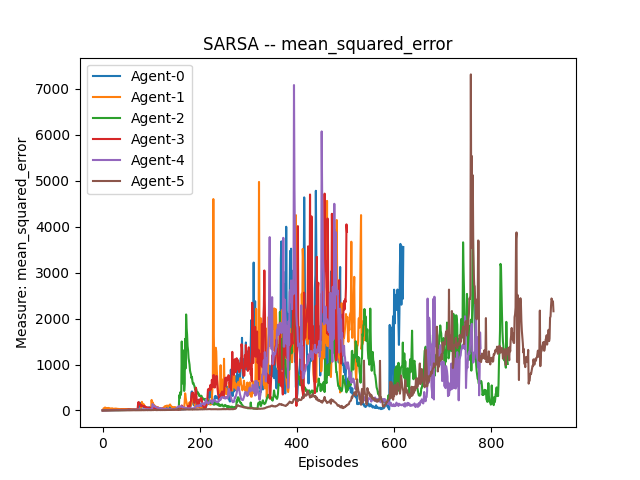 SARSA -- mean_squared_error
Measure: mean_squared_error
7000
6000
5000
4000
3000
2000
1000
0
Agent-0
Agent-1
Agent-2
Agent-3
Agent-4
Agent-5
0 200 400 600 800
Episodes